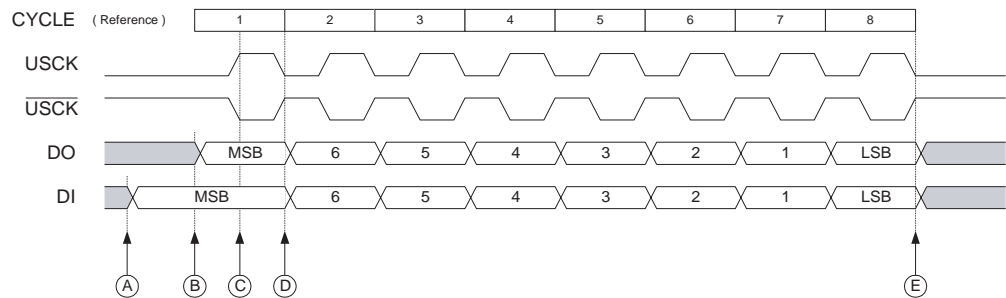 CYCLE ( Reference ) 1 2 3 4 5 6 7 8
USCK
USCK
DO MSB 6 5 4 3 2 1 LSB
DI MSB 6 5 4 3 2 1 LSB
A B C D E